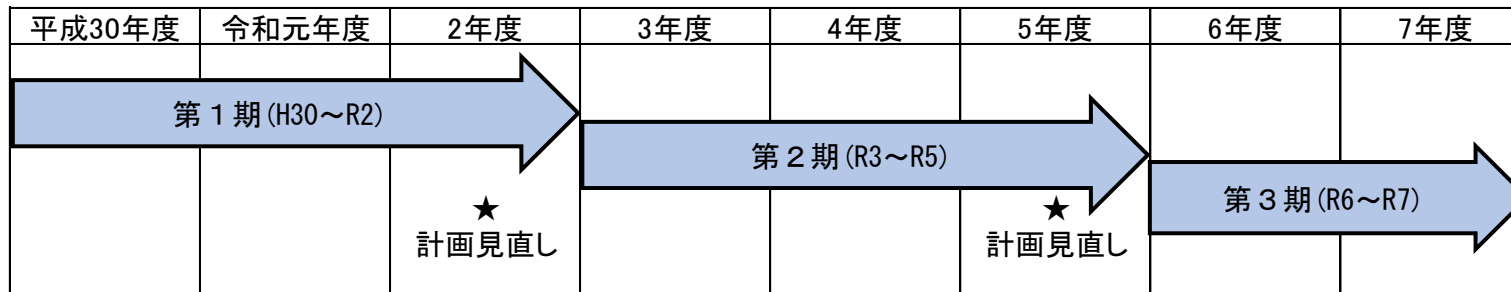 平成30年度 令和元年度 2年度 3年度 4年度 5年度 6年度 7年度
第１期(H30～R2)
第２期(R3～R5)
第３期(R6～R7)
★ ★
計画見直し 計画見直し